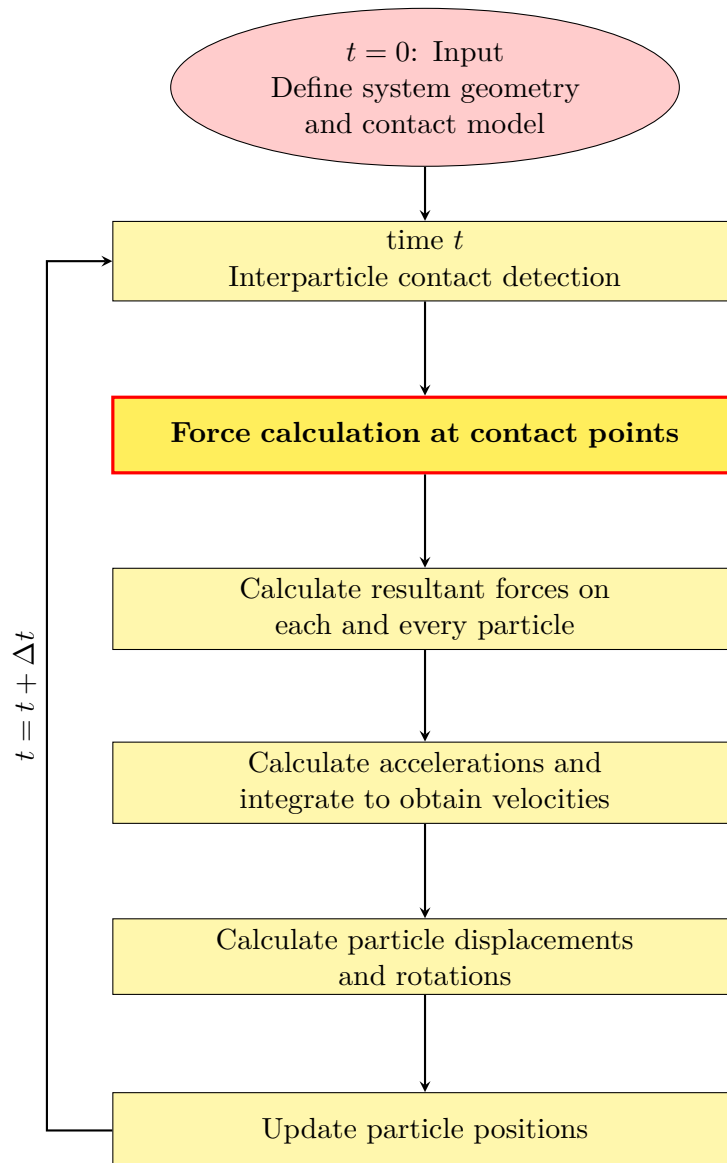 t = 0: Input
Define system geometry
and contact model
time t
Interparticle contact detection
Force calculation at contact points
Calculate resultant forces on
each and every particle
t = t + Δt
Calculate accelerations and
integrate to obtain velocities
Calculate particle displacements
and rotations
Update particle positions